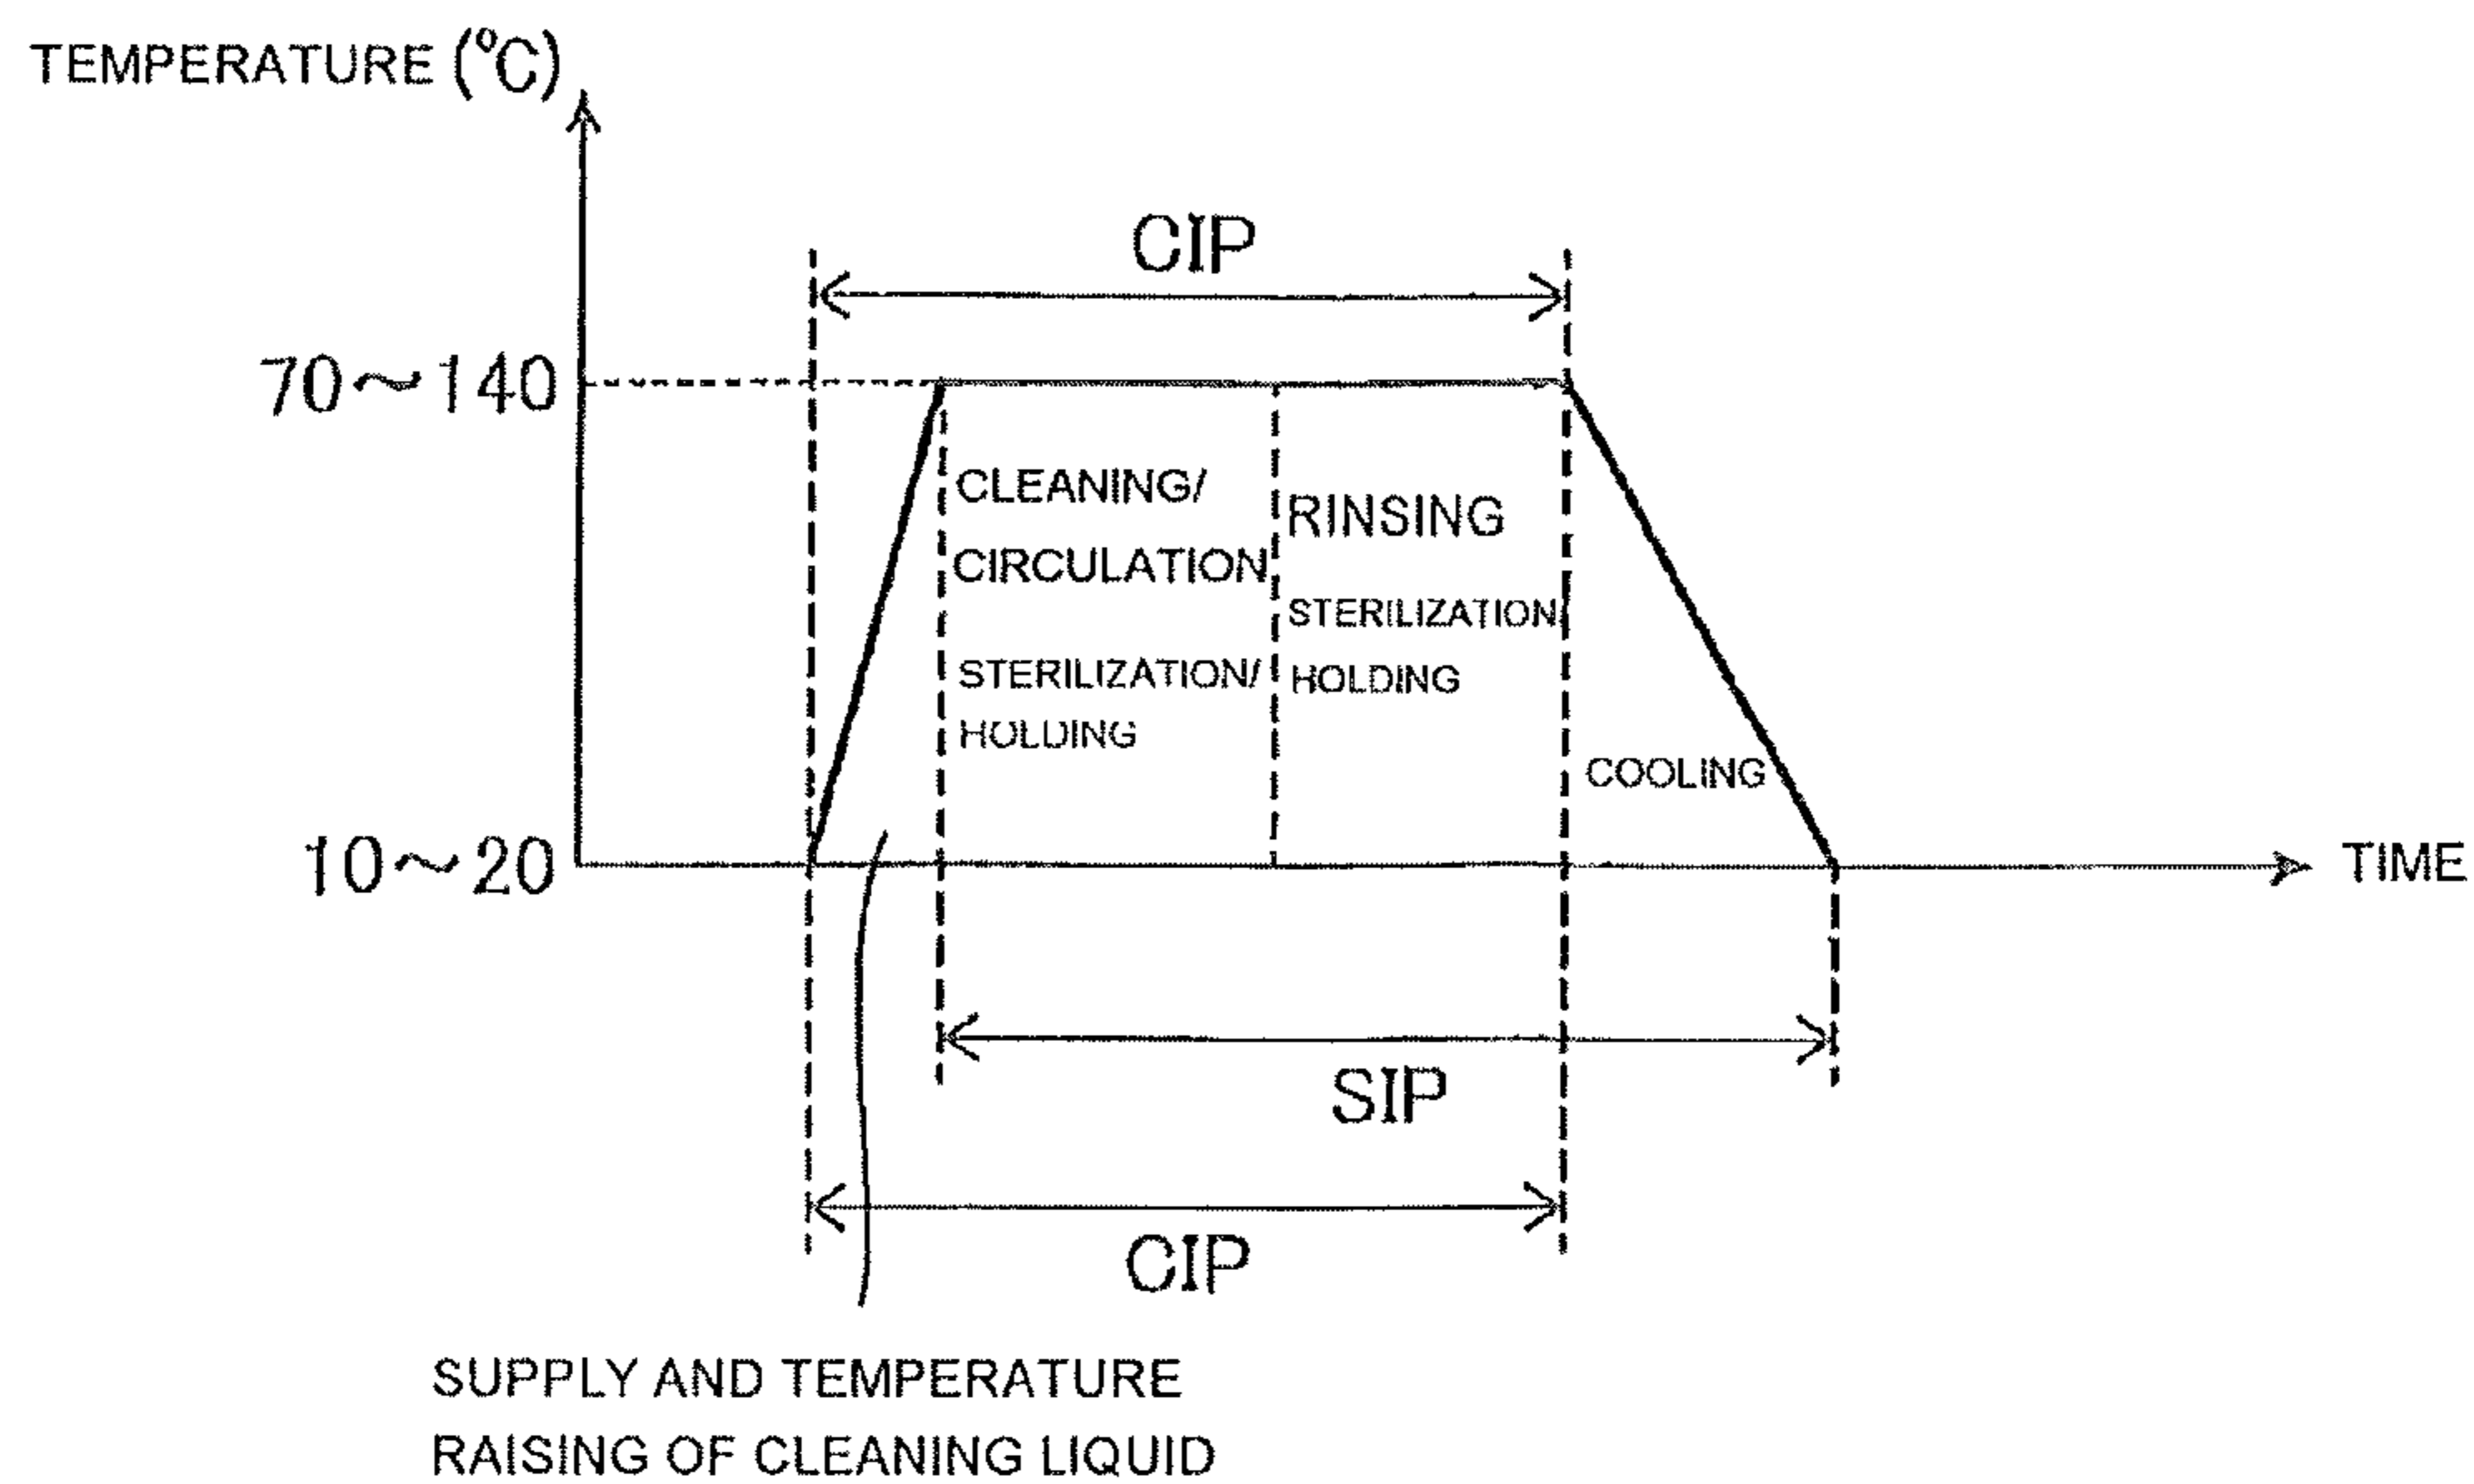 TEMPERATURE (°C)
CIP
70～140
CLEANING/
CIRCULATION
STERILIZATION/
HOLDING
RINSING
STERILIZATION/
HOLDING
COOLING
10～20
TIME
SIP
CIP
SUPPLY AND TEMPERATURE
RAISING OF CLEANING LIQUID